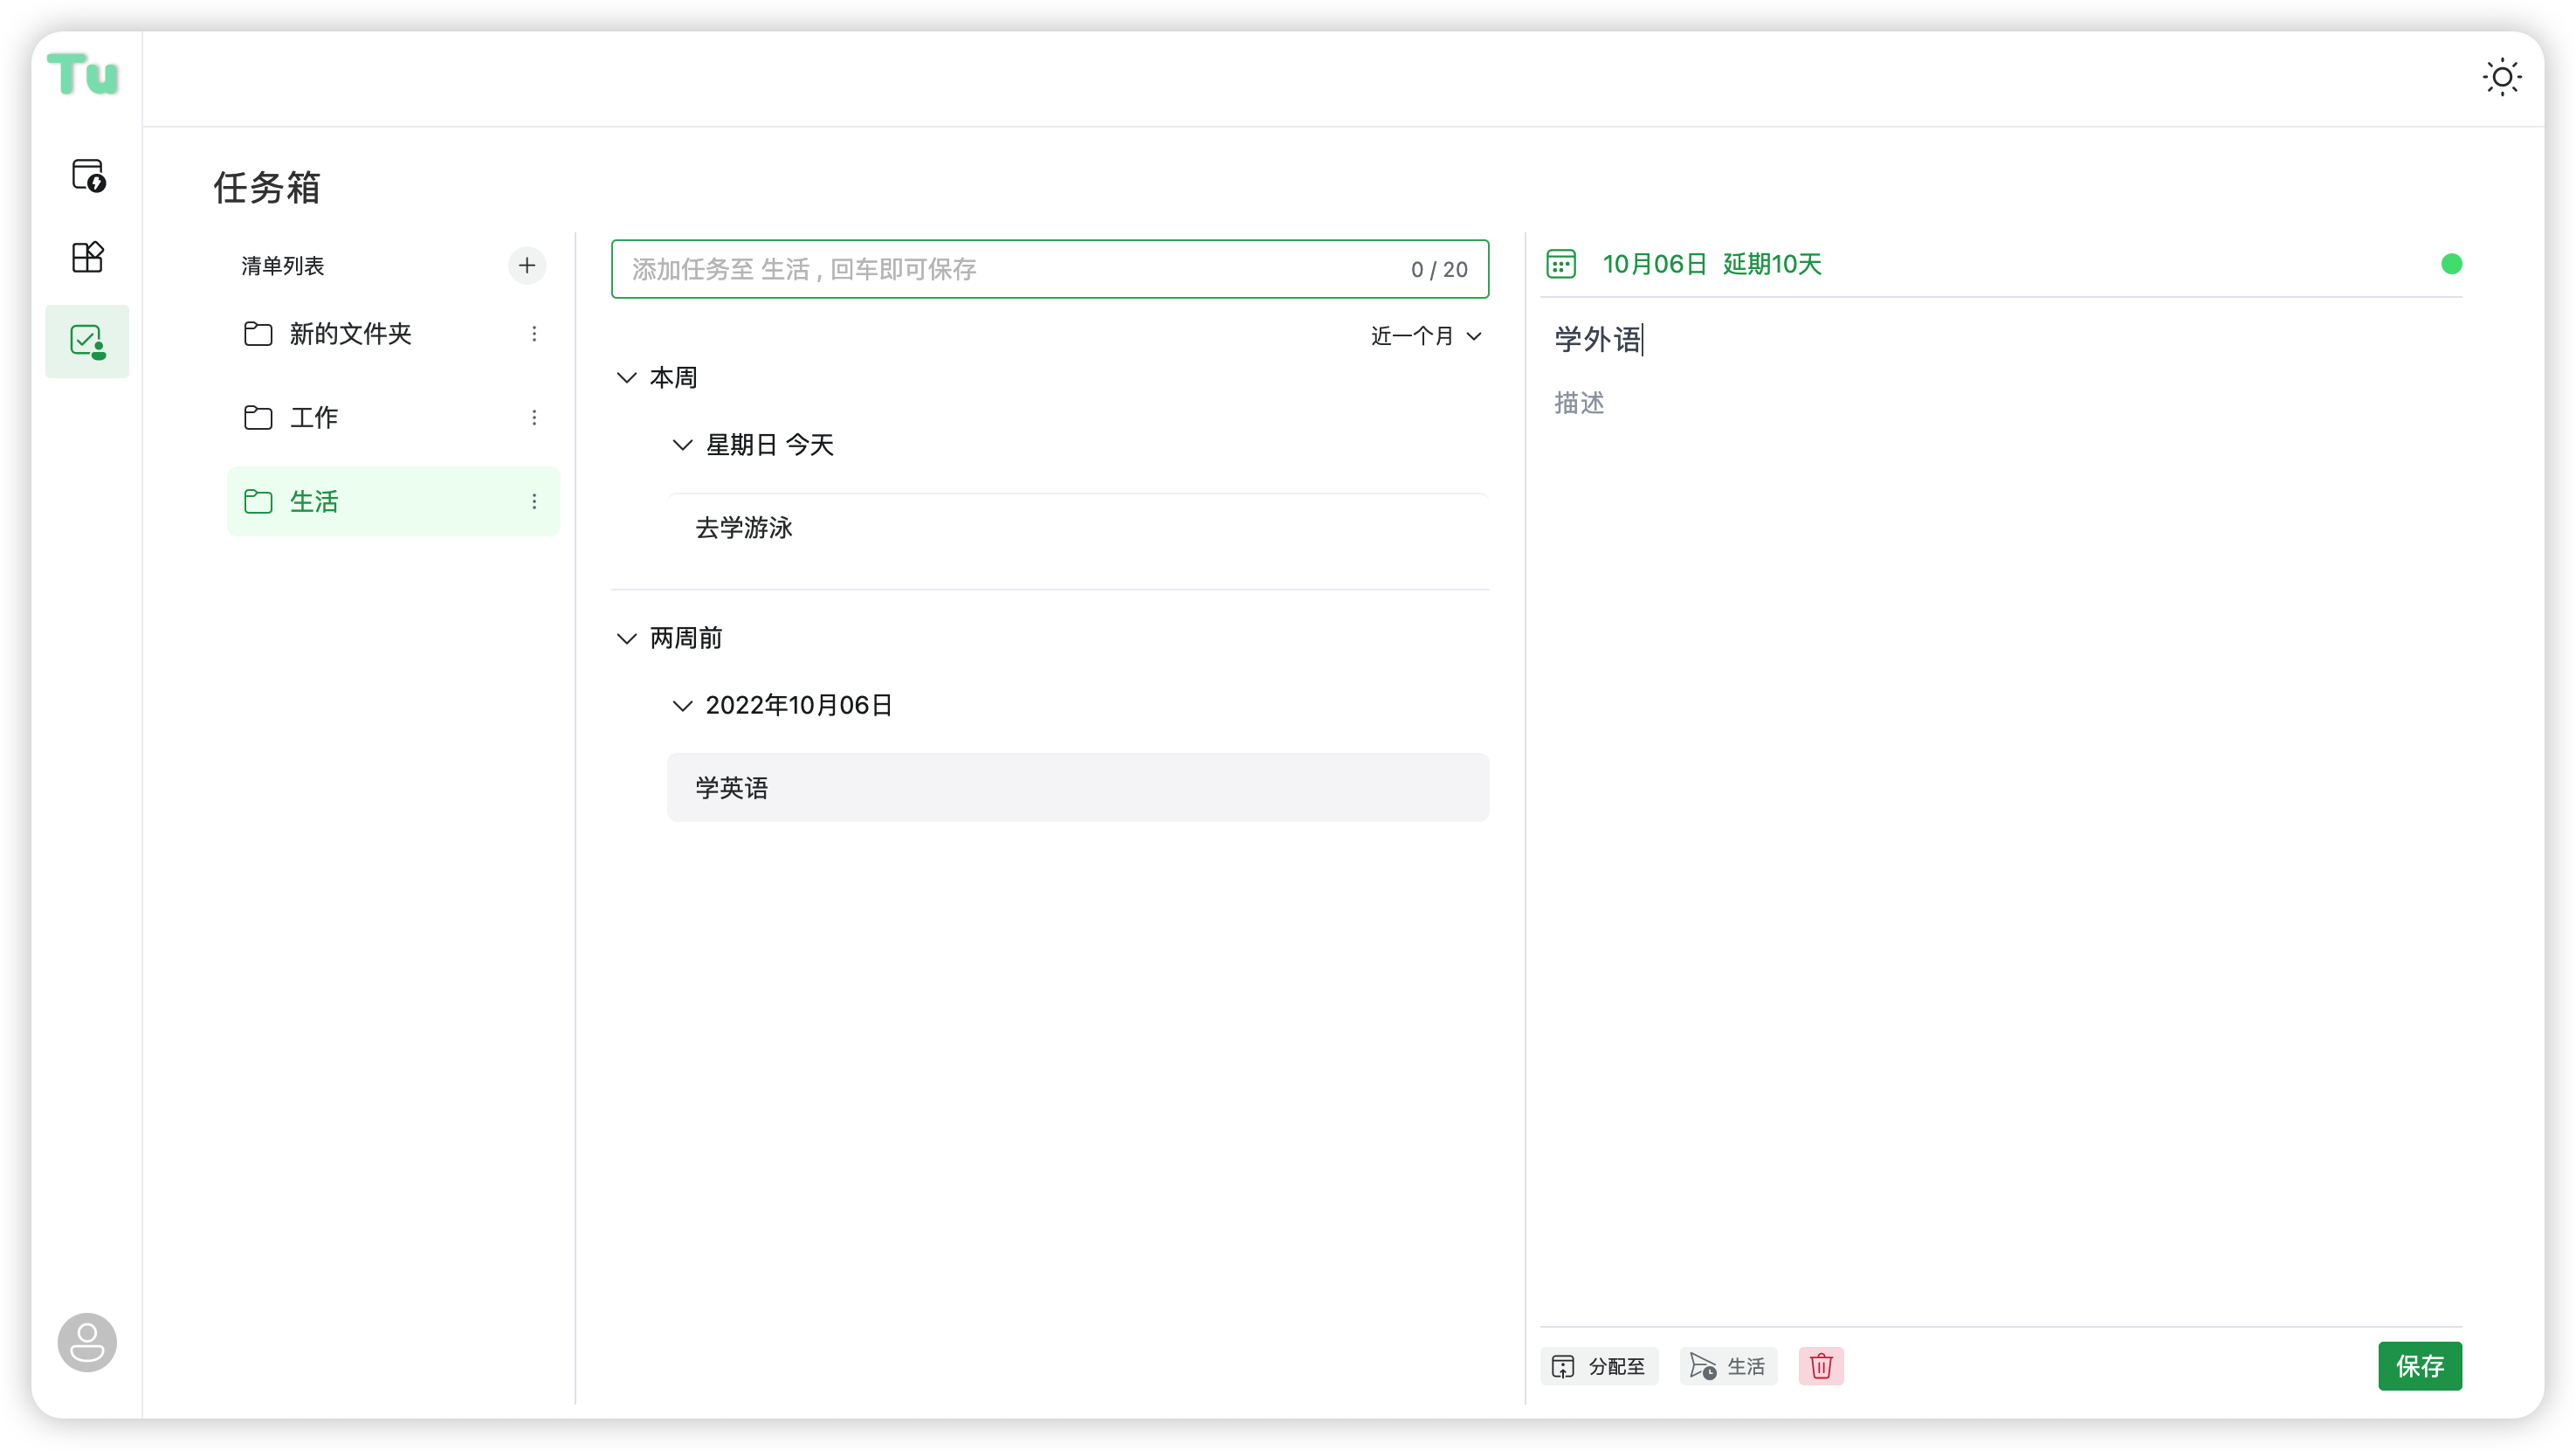 Tu
任务箱
清单列表
新的文件夹
工作
生活
添加任务至 生活 , 回车即可保存 0 / 20
近一个月
本周
星期日 今天
去学游泳
两周前
2022年10月06日
学英语
10月06日 延期10天
学外语
描述
分配至 生活 保存